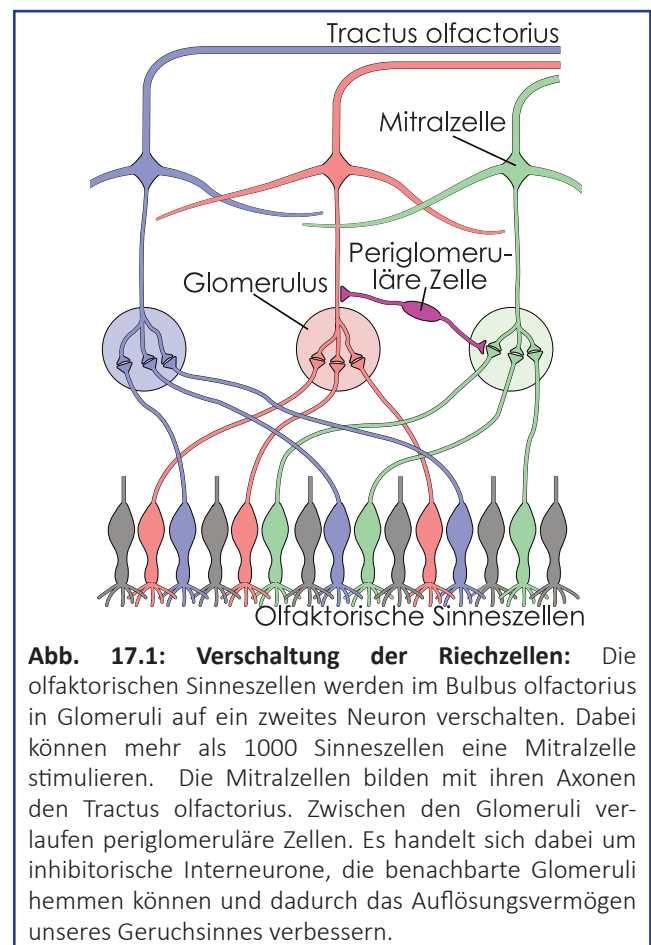 Tractus olfactorius
Mitralzelle
Periglomeru-
läre Zelle
Glomerulus
Olfaktorische Sinneszellen
Abb. 17.1: Verschaltung der Riechzellen: Die
olfaktorischen Sinneszellen werden im Bulbus olfactorius
in Glomeruli auf ein zweites Neuron verschalten. Dabei
können mehr als 1000 Sinneszellen eine Mitralzelle
stimulieren. Die Mitralzellen bilden mit ihren Axonen
den Tractus olfactorius. Zwischen den Glomeruli ver-
laufen periglomeruläre Zellen. Es handelt sich dabei um
inhibitorische Interneurone, die benachbarte Glomeruli
hemmen können und dadurch das Auflösungsvermögen
unseres Geruchsinnes verbessern.